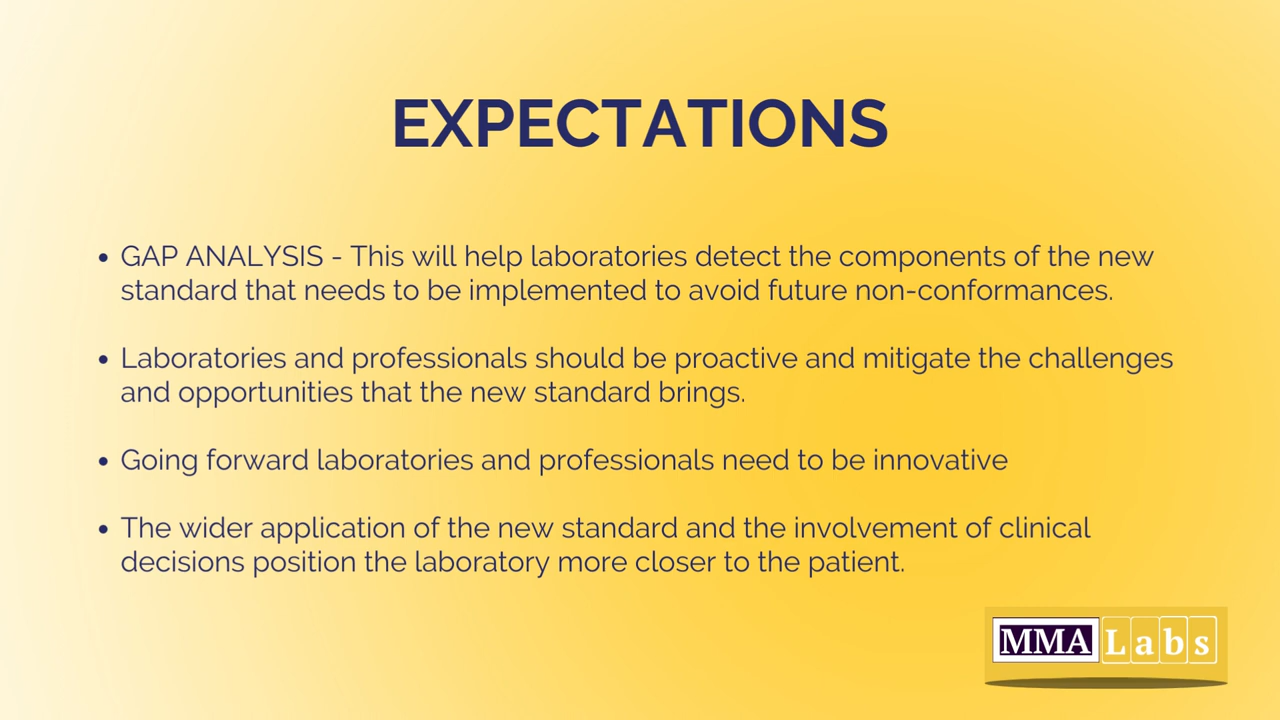 EXPECTATIONS
• GAP ANALYSIS - This will help laboratories detect the components of the new
standard that needs to be implemented to avoid future non-conformances.
• Laboratories and professionals should be proactive and mitigate the challenges
and opportunities that the new standard brings.
• Going forward laboratories and professionals need to be innovative
• The wider application of the new standard and the involvement of clinical
decisions position the laboratory more closer to the patient.
MMA Labs